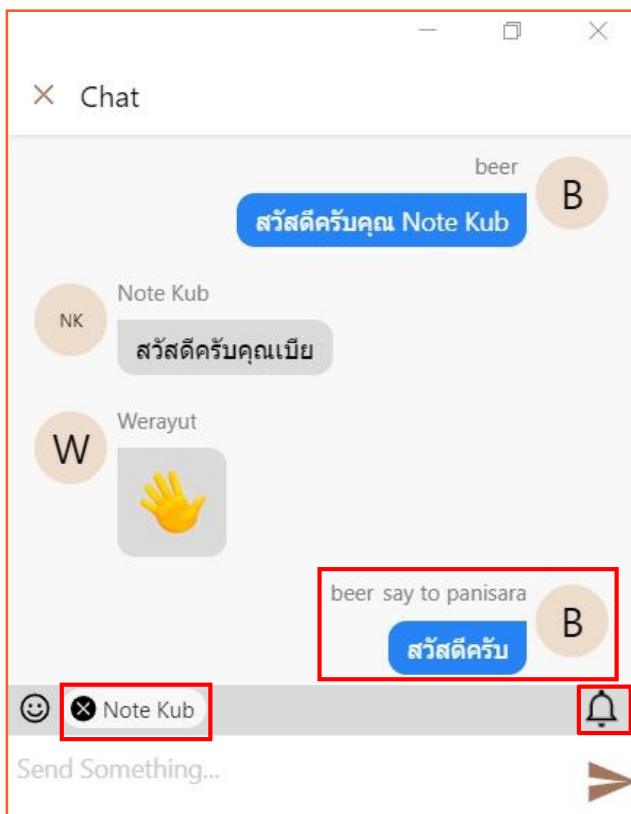 Chat
beer
B
สวัสดีครับคุณ Note Kub
Note Kub
NK
สวัสดีครับคุณเบีย
Werayut
W
beer say to panisara
B
สวัสดีครับ
Note Kub
Send Something...